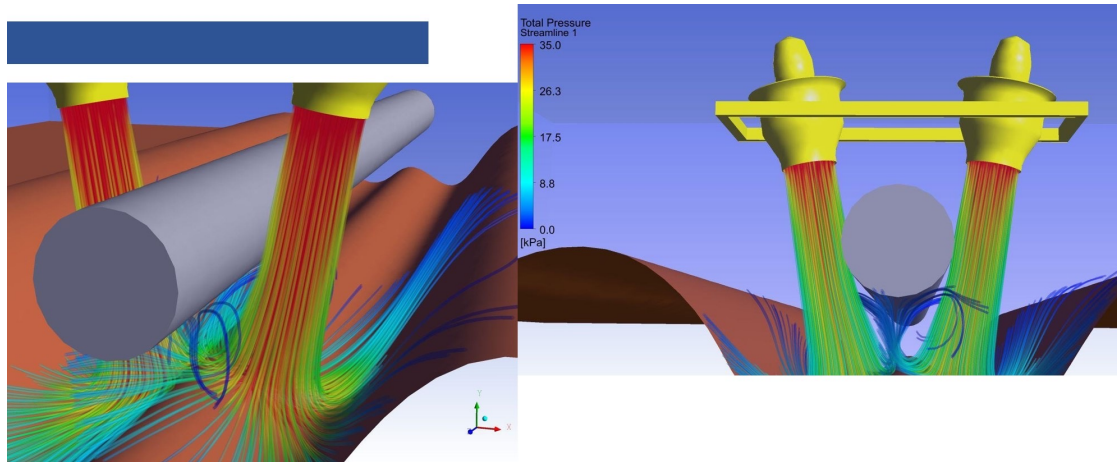 Total Pressure
Streamline 1
35.0
26.3
17.5
8.8
0.0
[kPa]
Y
X